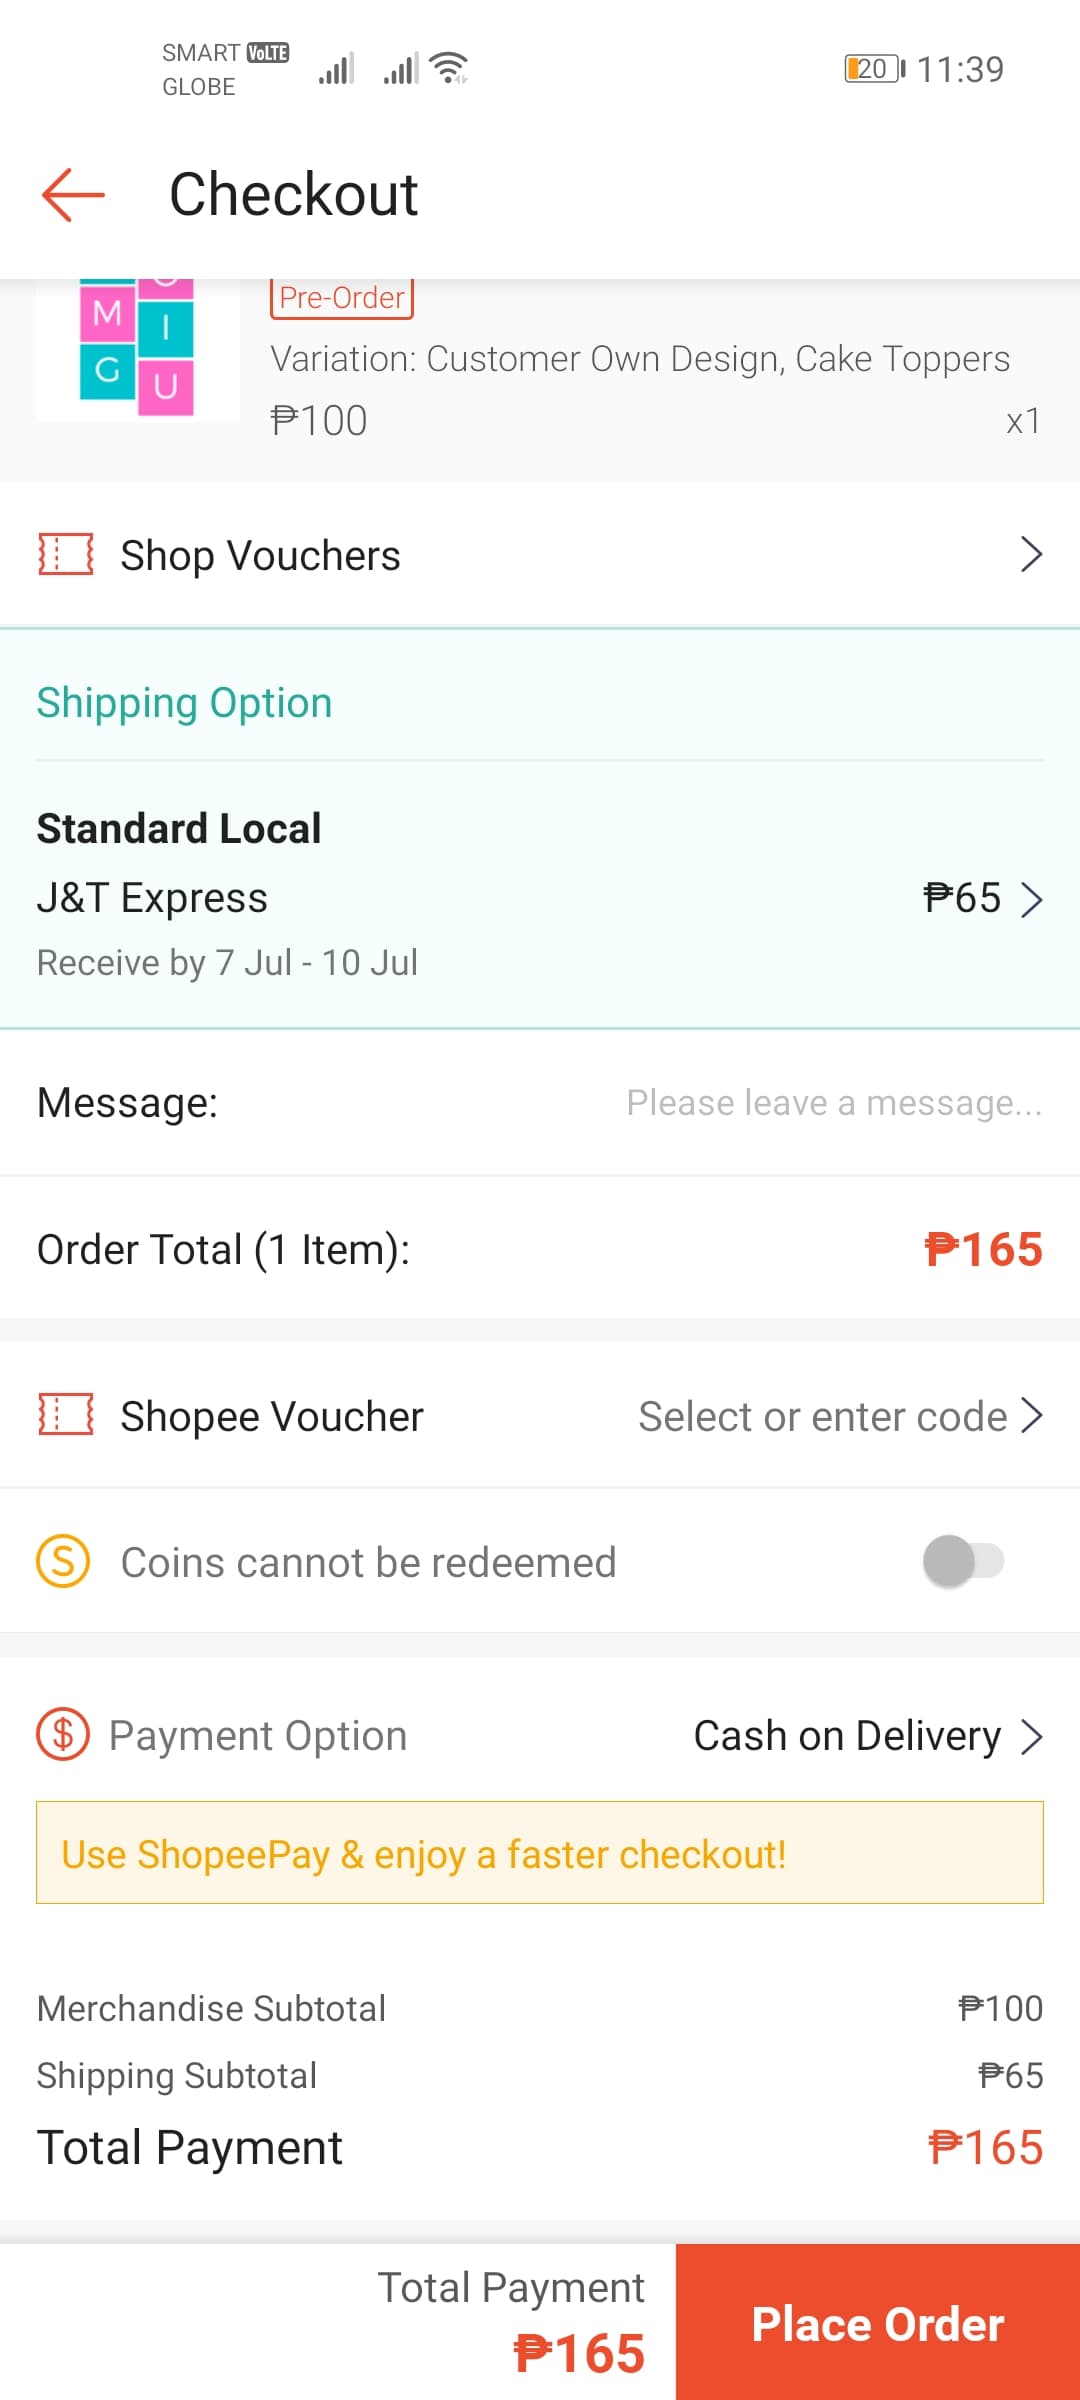 SMART VoLTE
GLOBE
20 11:39
Checkout
M
I
G
U
Pre-Order
Variation: Customer Own Design, Cake Toppers
₱100 x1
Shop Vouchers
Shipping Option
Standard Local
J&T Express ₱65
Receive by 7 Jul - 10 Jul
Message: Please leave a message...
Order Total (1 Item): ₱165
Shopee Voucher Select or enter code
S Coins cannot be redeemed
$ Payment Option Cash on Delivery
Use ShopeePay & enjoy a faster checkout!
Merchandise Subtotal ₱100
Shipping Subtotal ₱65
Total Payment ₱165
Total Payment
₱165
Place Order